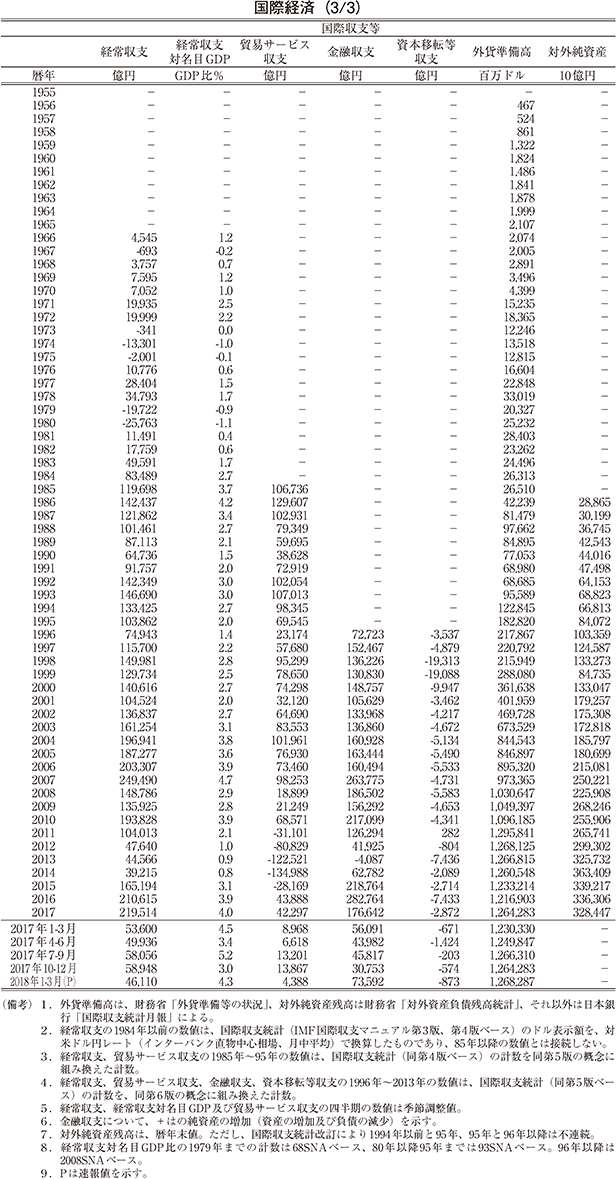 国際経済（3/3）
国際収支等
経常収支 経常収支 貿易サービス 金融収支 資本移転等 外貨準備高 対外純資産
対名目GDP 収支 収支
暦年 億円 GDP比％ 億円 億円 億円 百万ドル 10億円
1955 － － － － － － －
1956 － － － － － 467 －
1957 － － － － － 524 －
1958 － － － － － 861 －
1959 － － － － － 1,322 －
1960 － － － － － 1,824 －
1961 － － － － － 1,486 －
1962 － － － － － 1,841 －
1963 － － － － － 1,878 －
1964 － － － － － 1,999 －
1965 － － － － － 2,107 －
1966 4,545 1.2 － － － 2,074 －
1967 -693 -0.2 － － － 2,005 －
1968 3,757 0.7 － － － 2,891 －
1969 7,595 1.2 － － － 3,496 －
1970 7,052 1.0 － － － 4,399 －
1971 19,935 2.5 － － － 15,235 －
1972 19,999 2.2 － － － 18,365 －
1973 -341 0.0 － － － 12,246 －
1974 -13,301 -1.0 － － － 13,518 －
1975 -2,001 -0.1 － － － 12,815 －
1976 10,776 0.6 － － － 16,604 －
1977 28,404 1.5 － － － 22,848 －
1978 34,793 1.7 － － － 33,019 －
1979 -19,722 -0.9 － － － 20,327 －
1980 -25,763 -1.1 － － － 25,232 －
1981 11,491 0.4 － － － 28,403 －
1982 17,759 0.6 － － － 23,262 －
1983 49,591 1.7 － － － 24,496 －
1984 83,489 2.7 － － － 26,313 －
1985 119,698 3.7 106,736 － － 26,510 －
1986 142,437 4.2 129,607 － － 42,239 28,865
1987 121,862 3.4 102,931 － － 81,479 30,199
1988 101,461 2.7 79,349 － － 97,662 36,745
1989 87,113 2.1 59,695 － － 84,895 42,543
1990 64,736 1.5 38,628 － － 77,053 44,016
1991 91,757 2.0 72,919 － － 68,980 47,498
1992 142,349 3.0 102,054 － － 68,685 64,153
1993 146,690 3.0 107,013 － － 95,589 68,823
1994 133,425 2.7 98,345 － － 122,845 66,813
1995 103,862 2.0 69,545 － － 182,820 84,072
1996 74,943 1.4 23,174 72,723 -3,537 217,867 103,359
1997 115,700 2.2 57,680 152,467 -4,879 220,792 124,587
1998 149,981 2.8 95,299 136,226 -19,313 215,949 133,273
1999 129,734 2.5 78,650 130,830 -19,088 288,080 84,735
2000 140,616 2.7 74,298 148,757 -9,947 361,638 133,047
2001 104,524 2.0 32,120 105,629 -3,462 401,959 179,257
2002 136,837 2.7 64,690 133,968 -4,217 469,728 175,308
2003 161,254 3.1 83,553 136,860 -4,672 673,529 172,818
2004 196,941 3.8 101,961 160,928 -5,134 844,543 185,797
2005 187,277 3.6 76,930 163,444 -5,490 846,897 180,699
2006 203,307 3.9 73,460 160,494 -5,533 895,320 215,081
2007 249,490 4.7 98,253 263,775 -4,731 973,365 250,221
2008 148,786 2.9 18,899 186,502 -5,583 1,030,647 225,908
2009 135,925 2.8 21,249 156,292 -4,653 1,049,397 268,246
2010 193,828 3.9 68,571 217,099 -4,341 1,096,185 255,906
2011 104,013 2.1 -31,101 126,294 282 1,295,841 265,741
2012 47,640 1.0 -80,829 41,925 -804 1,268,125 299,302
2013 44,566 0.9 -122,521 -4,087 -7,436 1,266,815 325,732
2014 39,215 0.8 -134,988 62,782 -2,089 1,260,548 363,409
2015 165,194 3.1 -28,169 218,764 -2,714 1,233,214 339,217
2016 210,615 3.9 43,888 282,764 -7,433 1,216,903 336,306
2017 219,514 4.0 42,297 176,642 -2,872 1,264,283 328,447
2017年1-3月 53,600 4.5 8,968 56,091 -671 1,230,330 －
2017年4-6月 49,936 3.4 6,618 43,982 -1,424 1,249,847 －
2017年7-9月 58,056 5.2 13,201 45,817 -203 1,266,310 －
2017年10-12月 58,948 3.0 13,867 30,753 -574 1,264,283 －
2018年1-3月(P) 46,110 4.3 4,388 73,592 -873 1,268,287 －
（備考）1．外貨準備高は、財務省「外貨準備等の状況」、対外純資産残高は財務省「対外資産負債残高統計」、それ以外は日本銀
行「国際収支統計月報」による。
2．経常収支の1984年以前の数値は、国際収支統計（IMF国際収支マニュアル第3版、第4版ベース）のドル表示額を、対
米ドル円レート（インターバンク直物中心相場、月中平均）で換算したものであり、85年以降の数値とは接続しない。
3．経常収支、貿易サービス収支の1985年〜95年の数値は、国際収支統計（同第4版ベース）の計数を同第5版の概念に
組み換えた計数。
4．経常収支、貿易サービス収支、金融収支、資本移転等収支の1996年〜2013年の数値は、国際収支統計（同第5版ベー
ス）の計数を、同第6版の概念に組み換えた計数。
5．経常収支、経常収支対名目GDP及び貿易サービス収支の四半期の数値は季節調整値。
6．金融収支について、＋は純資産の増加（資産の増加及び負債の減少）を示す。
7．対外純資産残高は、暦年末値。ただし、国際収支統計改訂により1994年以前と95年、95年と96年以降は不連続。
8．経常収支対名目GDP比の1979年までの計数は68SNAベース、80年以降95年までは93SNAベース。96年以降は
2008SNAベース。
9．Pは速報値を示す。